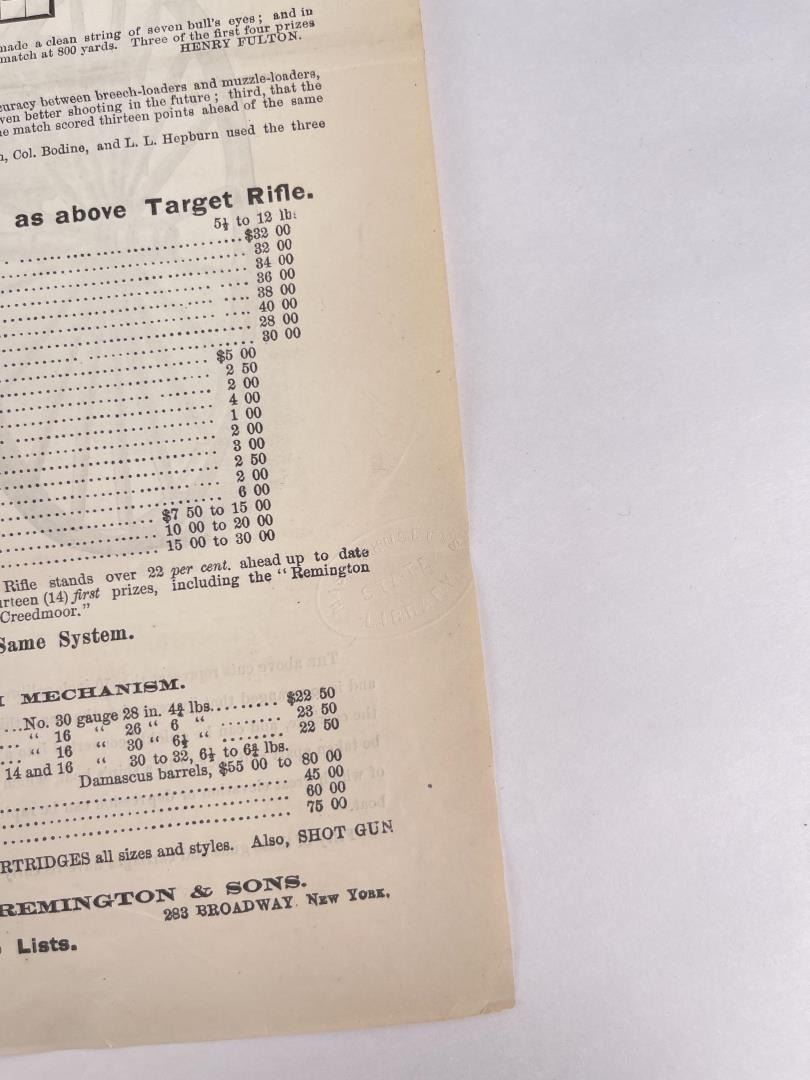 made a clean string of seven bull's eyes; and in
match at 800 yards. Three of the first four prizes
HENRY FULTON.
between breech-loaders and muzzle-loaders,
even better shooting in the future; third, that the
match scored thirteen points ahead of the same
Col. Bodine, and L. L. Hepburn used the three
as above Target Rifle.
5½ to 12 lb
$32 00
32 00
34 00
36 00
38 00
40 00
28 00
30 00
$5 00
2 50
2 00
4 00
1 00
2 00
3 00
2 50
2 00
6 00
$7 50 to 15 00
10 00 to 20 00
15 00 to 30 00
Rifle stands over 22 per cent. ahead up to date
(14) first prizes, including the "Remington
Creedmoor."
Same System.
MECHANISM.
No. 30 gauge 28 in. 4¾ lbs. $22 50
" 16 " 26 " 6 " 23 50
" 16 " 30 " 6½ " 22 50
14 and 16 " 30 to 32, 6½ to 6¾ lbs.
Damascus barrels, $55 00 to 80 00
45 00
60 00
75 00
all sizes and styles. Also, SHOT GUN
REMINGTON & SONS.
283 BROADWAY. NEW YORK,
Lists.
STATE
LIBRARY